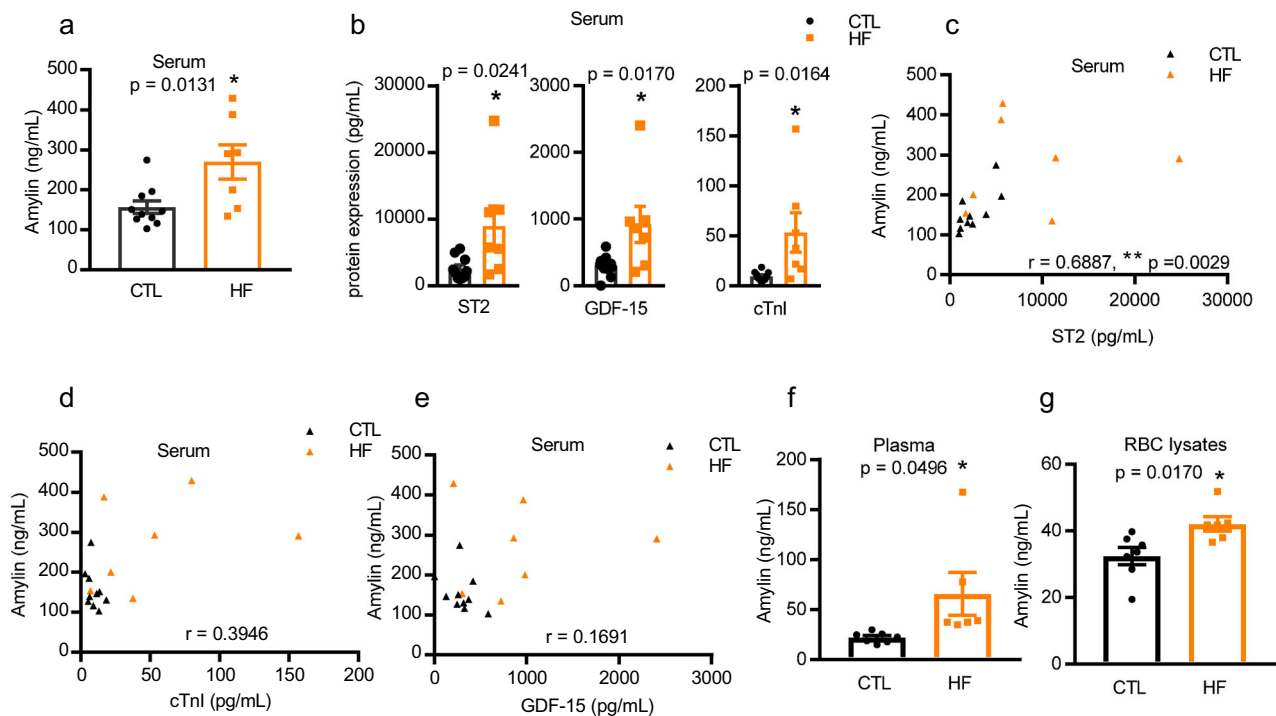 a
Serum
p = 0.0131
*
Amylin (ng/mL)
500
400
300
200
100
0
CTL
HF
b
Serum
CTL
HF
protein expression (pg/mL)
p = 0.0241
*
30000
20000
10000
0
ST2
p = 0.0170
*
3000
2000
1000
0
GDF-15
p = 0.0164
*
200
150
100
50
0
cTnI
c
Serum
CTL
HF
Amylin (ng/mL)
500
400
300
200
100
0
r = 0.6887, ** p =0.0029
0
10000
20000
30000
ST2 (pg/mL)
d
Serum
CTL
HF
Amylin (ng/mL)
500
400
300
200
100
0
r = 0.3946
0
50
100
150
200
cTnI (pg/mL)
e
Serum
CTL
HF
Amylin (ng/mL)
500
400
300
200
100
0
r = 0.1691
0
1000
2000
3000
GDF-15 (pg/mL)
f
Plasma
p = 0.0496
*
Amylin (ng/mL)
200
150
100
50
0
CTL
HF
g
RBC lysates
p = 0.0170
*
Amylin (ng/mL)
60
40
20
0
CTL
HF